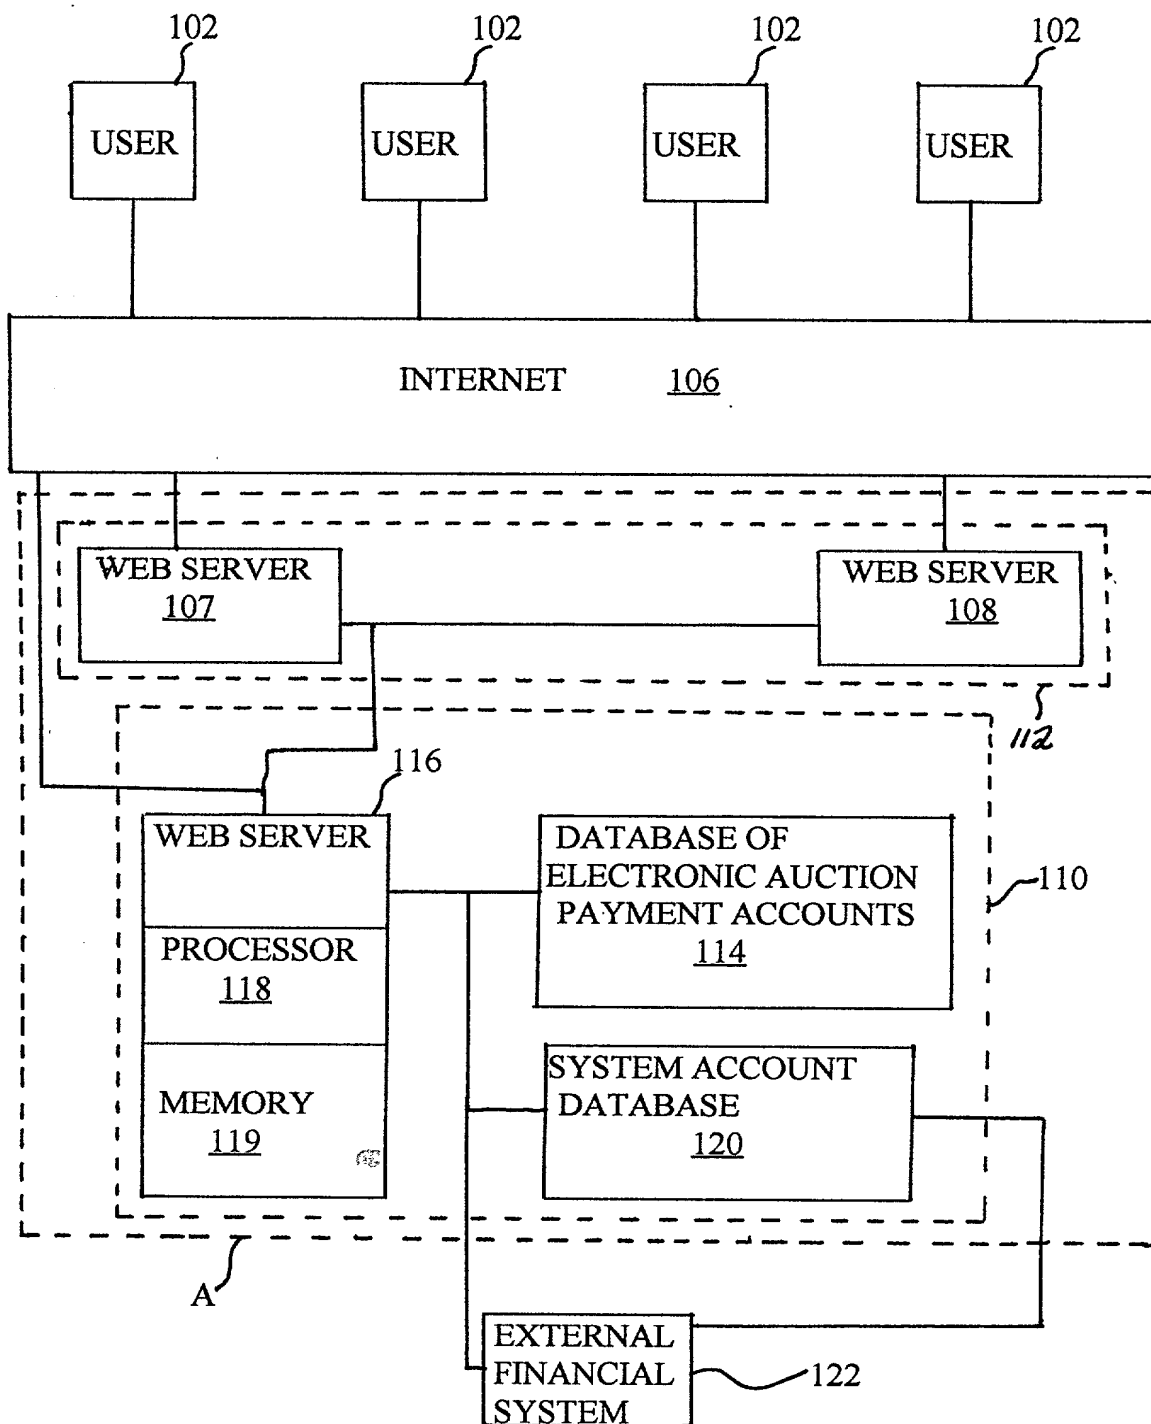 102 102 102 102
USER USER USER USER
INTERNET 106
WEB SERVER
107
WEB SERVER
108
112
116
WEB SERVER
PROCESSOR
118
MEMORY
119
DATABASE OF
ELECTRONIC AUCTION
PAYMENT ACCOUNTS
114
110
SYSTEM ACCOUNT
DATABASE
120
A
EXTERNAL
FINANCIAL
SYSTEM
122